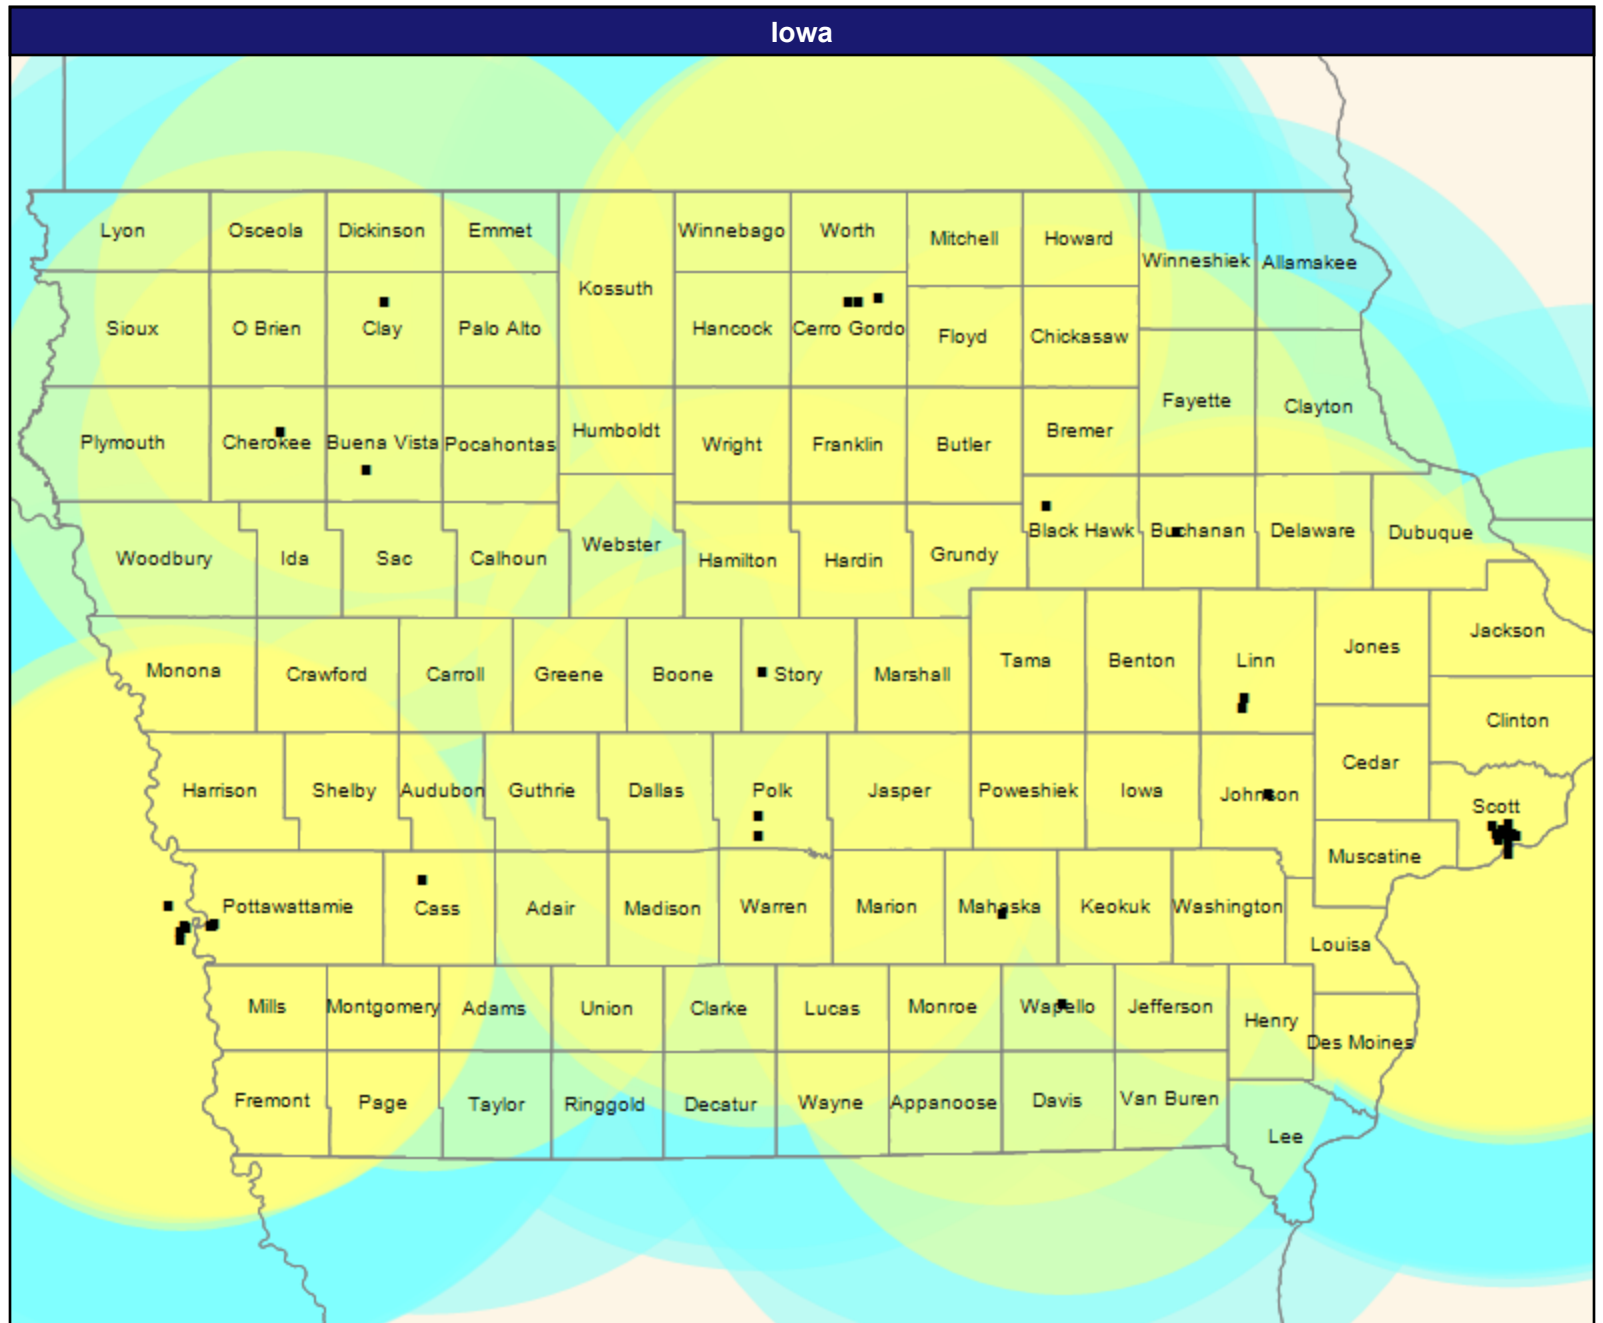 Iowa
Lyon
Osceola
Dickinson
Emmet
Winnebago
Worth
Mitchell
Howard
Winneshiek
Allamakee
Kossuth
Sioux
O Brien
Clay
Palo Alto
Hancock
Cerro Gordo
Floyd
Chickasaw
Fayette
Clayton
Plymouth
Cherokee
Buena Vista
Pocahontas
Humboldt
Wright
Franklin
Butler
Bremer
Woodbury
Ida
Sac
Calhoun
Webster
Hamilton
Hardin
Grundy
Black Hawk
Buchanan
Delaware
Dubuque
Monona
Crawford
Carroll
Greene
Boone
Story
Marshall
Tama
Benton
Linn
Jones
Jackson
Clinton
Harrison
Shelby
Audubon
Guthrie
Dallas
Polk
Jasper
Poweshiek
Iowa
Johnson
Cedar
Scott
Muscatine
Pottawattamie
Cass
Adair
Madison
Warren
Marion
Mahaska
Keokuk
Washington
Louisa
Mills
Montgomery
Adams
Union
Clarke
Lucas
Monroe
Wapello
Jefferson
Henry
Des Moines
Fremont
Page
Taylor
Ringgold
Decatur
Wayne
Appanoose
Davis
Van Buren
Lee